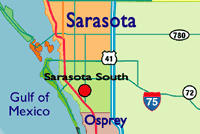 Sarasota
780
41
Sarasota South
Gulf of
Mexico
75
72
Osprey